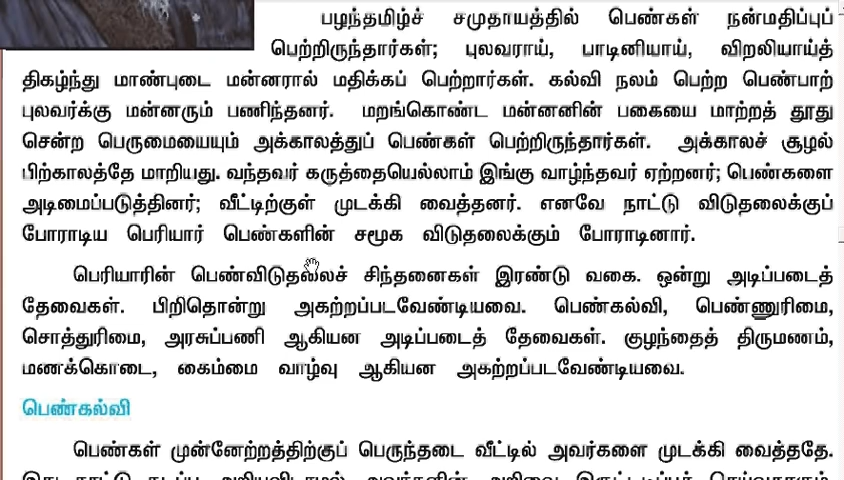 பழந்தமிழ்ச் சமுதாயத்தில் பெண்கள் நன்மதிப்புப்
பெற்றிருந்தார்கள்; புலவராய், பாடினியாய், விறலியாய்த்
திகழ்ந்து மாண்புடை மன்னரால் மதிக்கப் பெற்றார்கள். கல்வி நலம் பெற்ற பெண்பாற்
புலவர்க்கு மன்னரும் பணிந்தனர். மறங்கொண்ட மன்னனின் பகையை மாற்றத் தூது
சென்ற பெருமையையும் அக்காலத்துப் பெண்கள் பெற்றிருந்தார்கள். அக்காலச் சூழல்
பிற்காலத்தே மாறியது. வந்தவர் கருத்தையெல்லாம் இங்கு வாழ்ந்தவர் ஏற்றனர்; பெண்களை
அடிமைப்படுத்தினர்; வீட்டிற்குள் முடக்கி வைத்தனர். எனவே நாட்டு விடுதலைக்குப்
போராடிய பெரியார் பெண்களின் சமூக விடுதலைக்கும் போராடினார்.
பெரியாரின் பெண்விடுதலைச் சிந்தனைகள் இரண்டு வகை. ஒன்று அடிப்படைத்
தேவைகள். பிறிதொன்று அகற்றப்படவேண்டியவை. பெண்கல்வி, பெண்ணுரிமை,
சொத்துரிமை, அரசுப்பணி ஆகியன அடிப்படைத் தேவைகள். குழந்தைத் திருமணம்,
மணக்கொடை, கைம்மை வாழ்வு ஆகியன அகற்றப்படவேண்டியவை.
பெண்கல்வி
பெண்கள் முன்னேற்றத்திற்குப் பெருந்தடை வீட்டில் அவர்களை முடக்கி வைத்ததே.